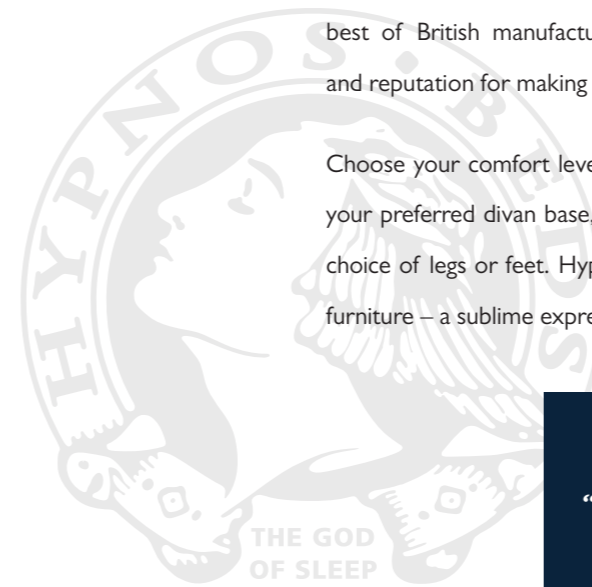 best of British manufactu
and reputation for making
Choose your comfort leve
your preferred divan base,
choice of legs or feet. Hyp
furniture – a sublime expre
“
HYPNOS • BEDS
THE GOD
OF SLEEP